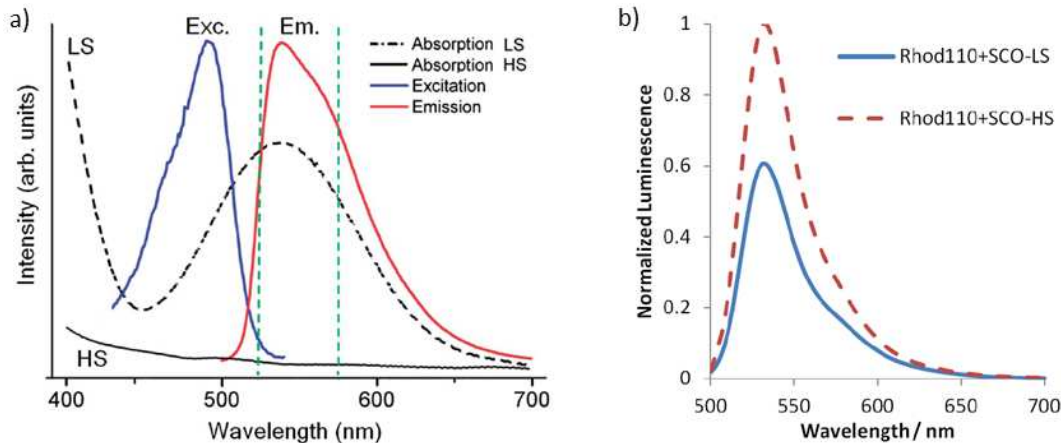 a)
Exc.
Em.
LS
Absorption LS
Absorption HS
Excitation
Emission
HS
Intensity (arb. units)
400
500
600
700
Wavelength (nm)
b)
1
0.8
0.6
0.4
0.2
0
Normalized Luminescence
Rhod110+SCO-LS
Rhod110+SCO-HS
500
550
600
650
700
Wavelength / nm